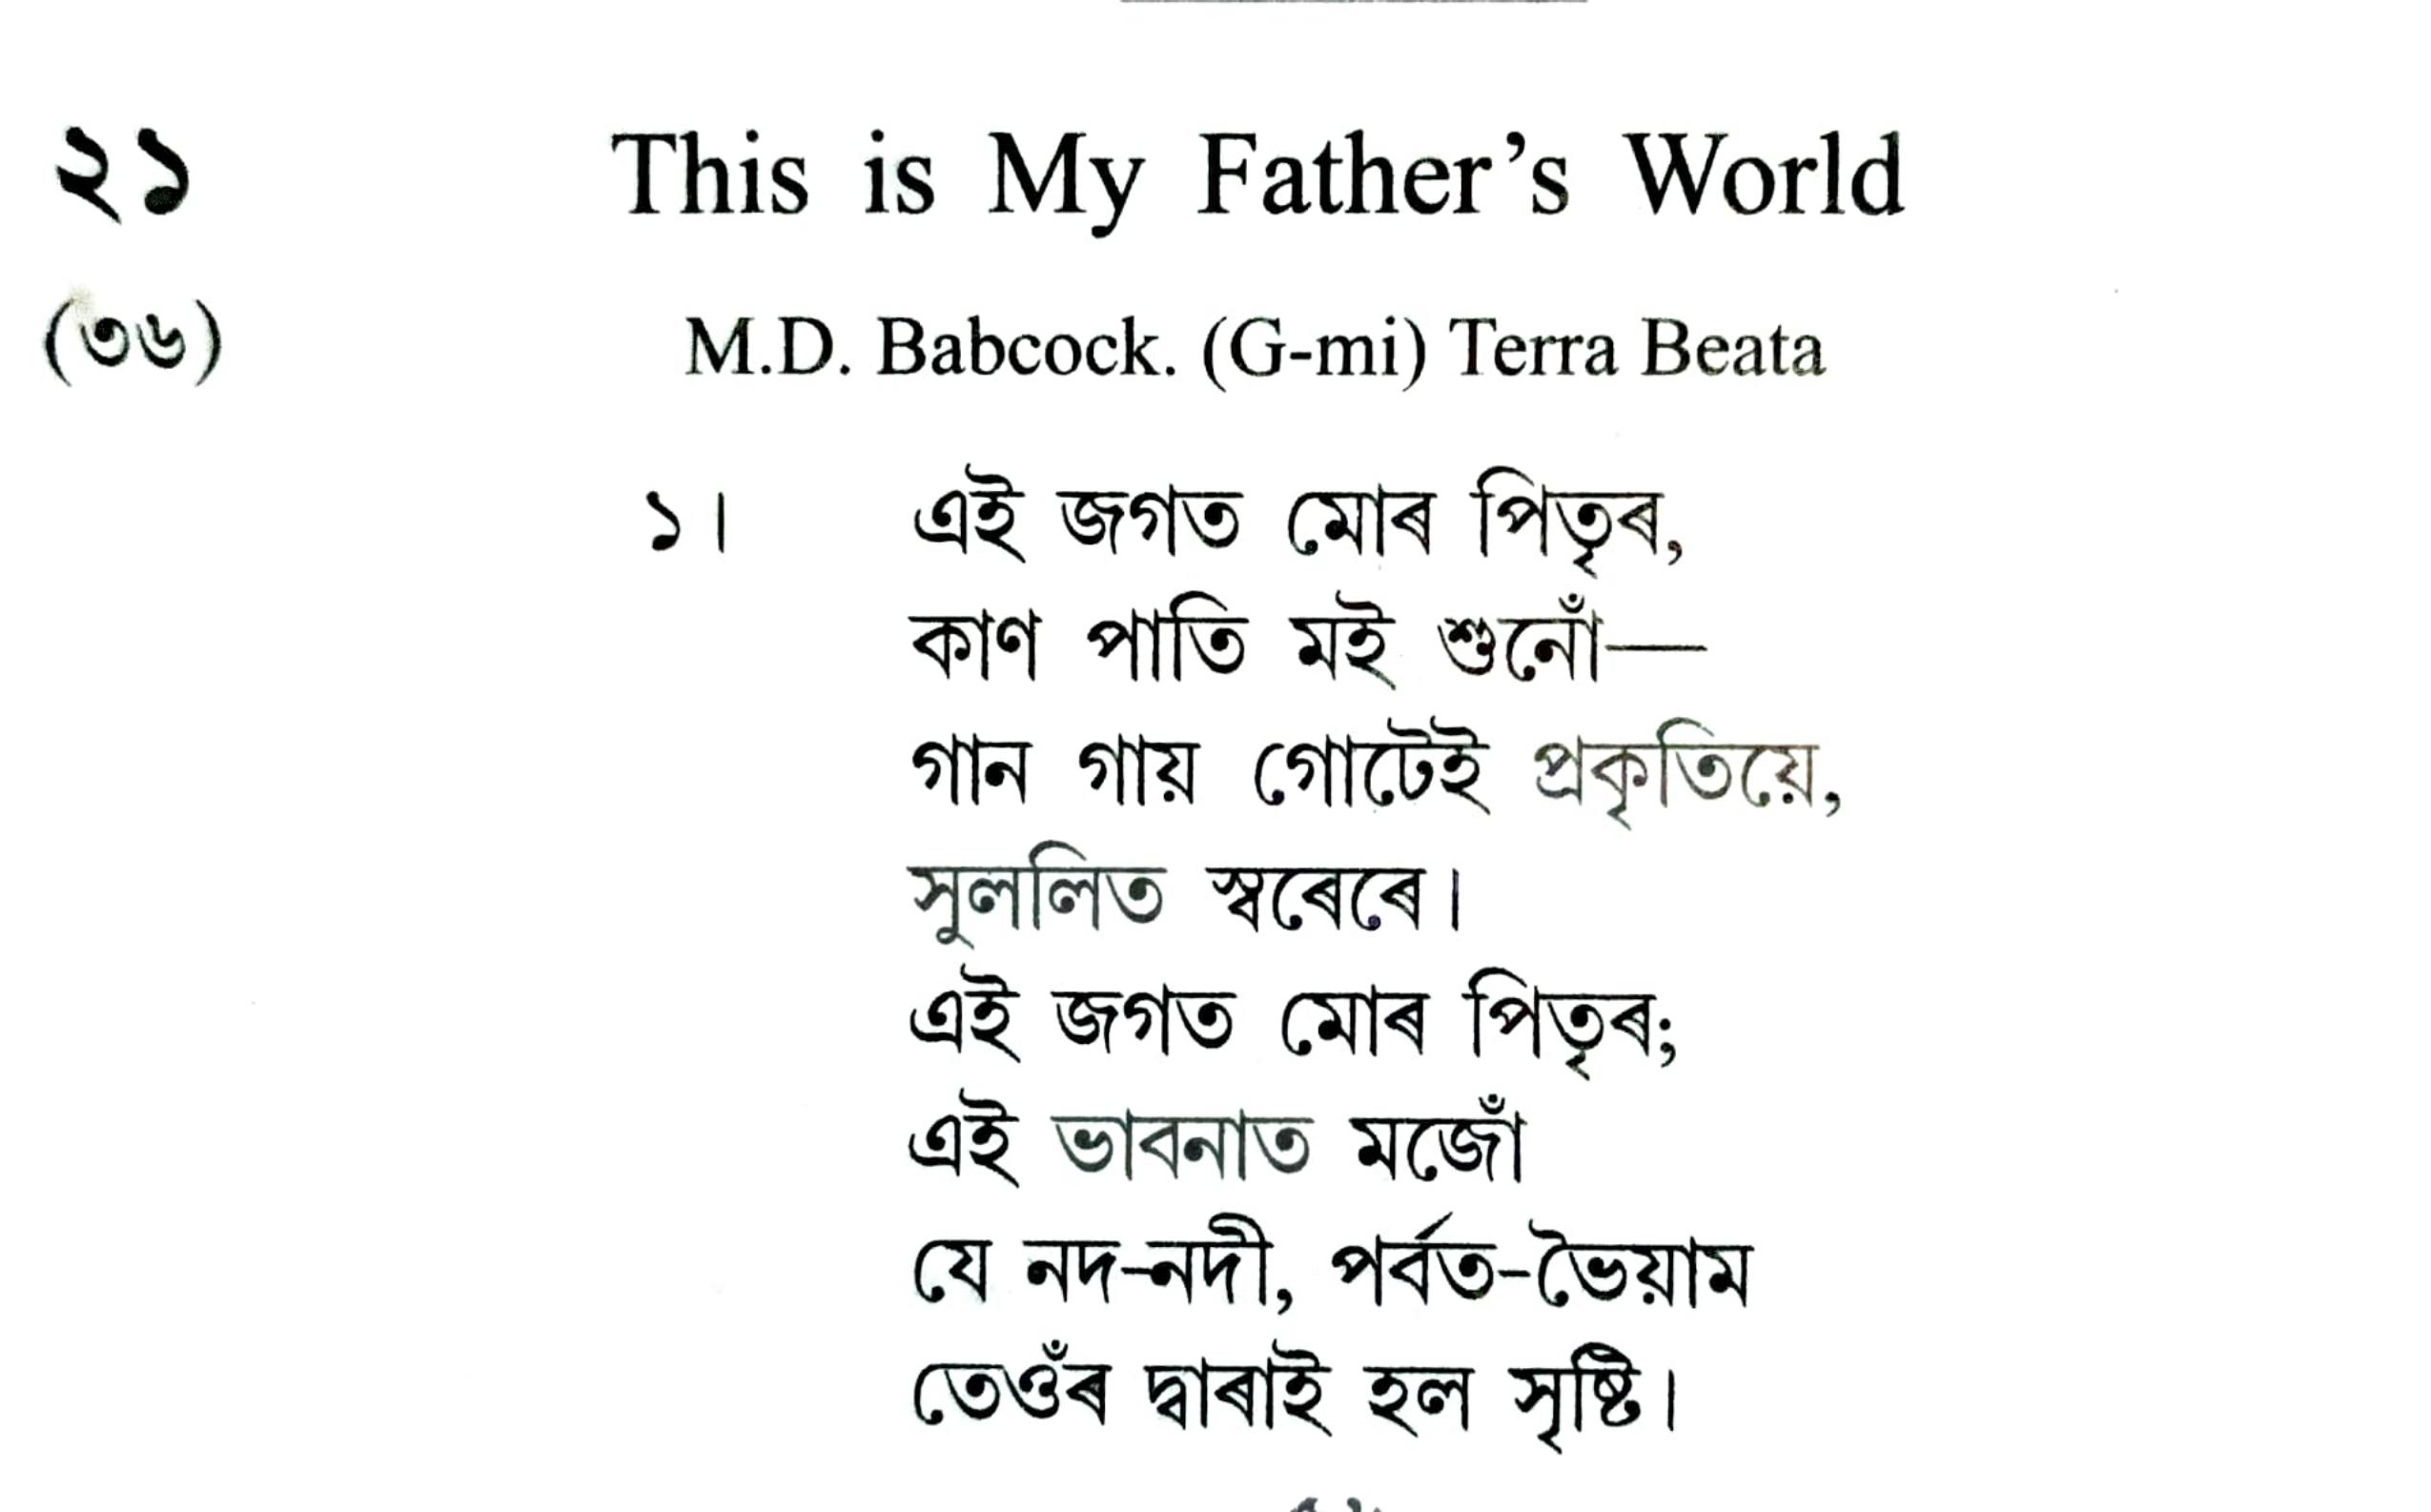 ২১ This is My Father’s World
(৩৬) M.D. Babcock. (G-mi) Terra Beata
১। এই জগত মোৰ পিতৃৰ,
কাণ পাতি মই শুনোঁ—
গান গায় গোটেই প্ৰকৃতিয়ে,
সুললিত স্বৰেৰে।
এই জগত মোৰ পিতৃৰ;
এই ভাবনাত মজোঁ
যে নদ-নদী, পৰ্বত-ভৈয়াম
তেওঁৰ দ্বাৰাই হল সৃষ্টি।